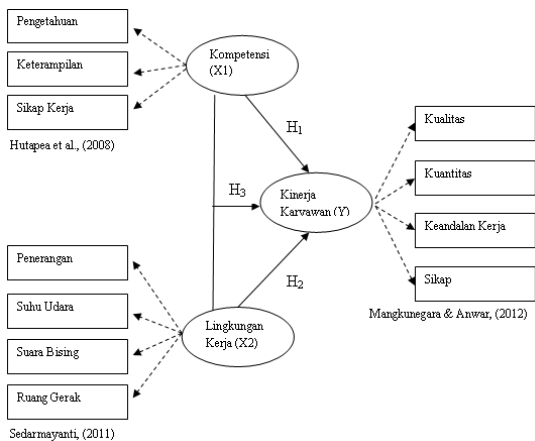 Pengetahuan
Keterampilan
Sikap Kerja
Hutapea et al., (2008)
Kompetensi
(X1)
H1
H3
H2
Kinerja
Karyawan (Y)
Kualitas
Kuantitas
Keandalan Kerja
Sikap
Mangkunegara & Anwar, (2012)
Penerangan
Suhu Udara
Suara Bising
Ruang Gerak
Sedarmayanti, (2011)
Lingkungan
Kerja (X2)